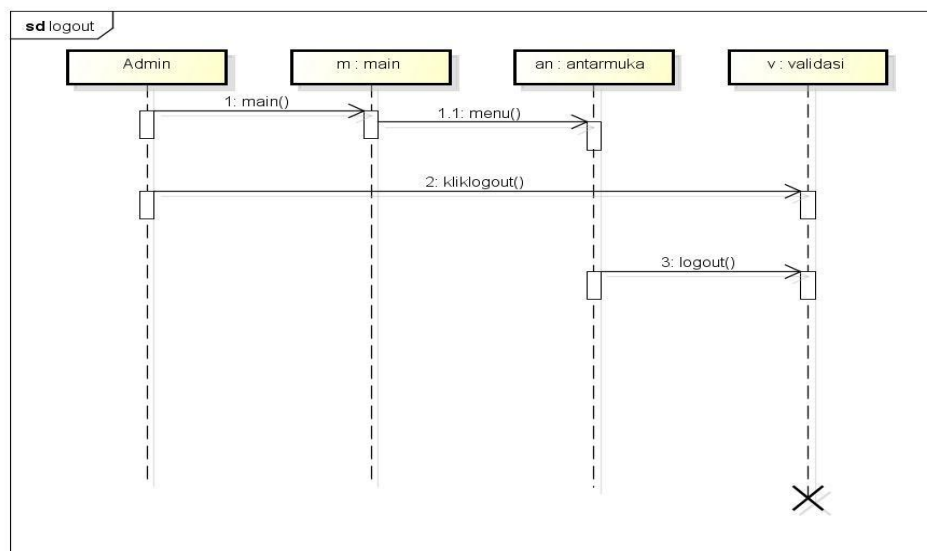 sd logout
Admin
m : main
an : antarmuka
v : validasi
1: main()
1.1: menu()
2: kliklogout()
3: logout()